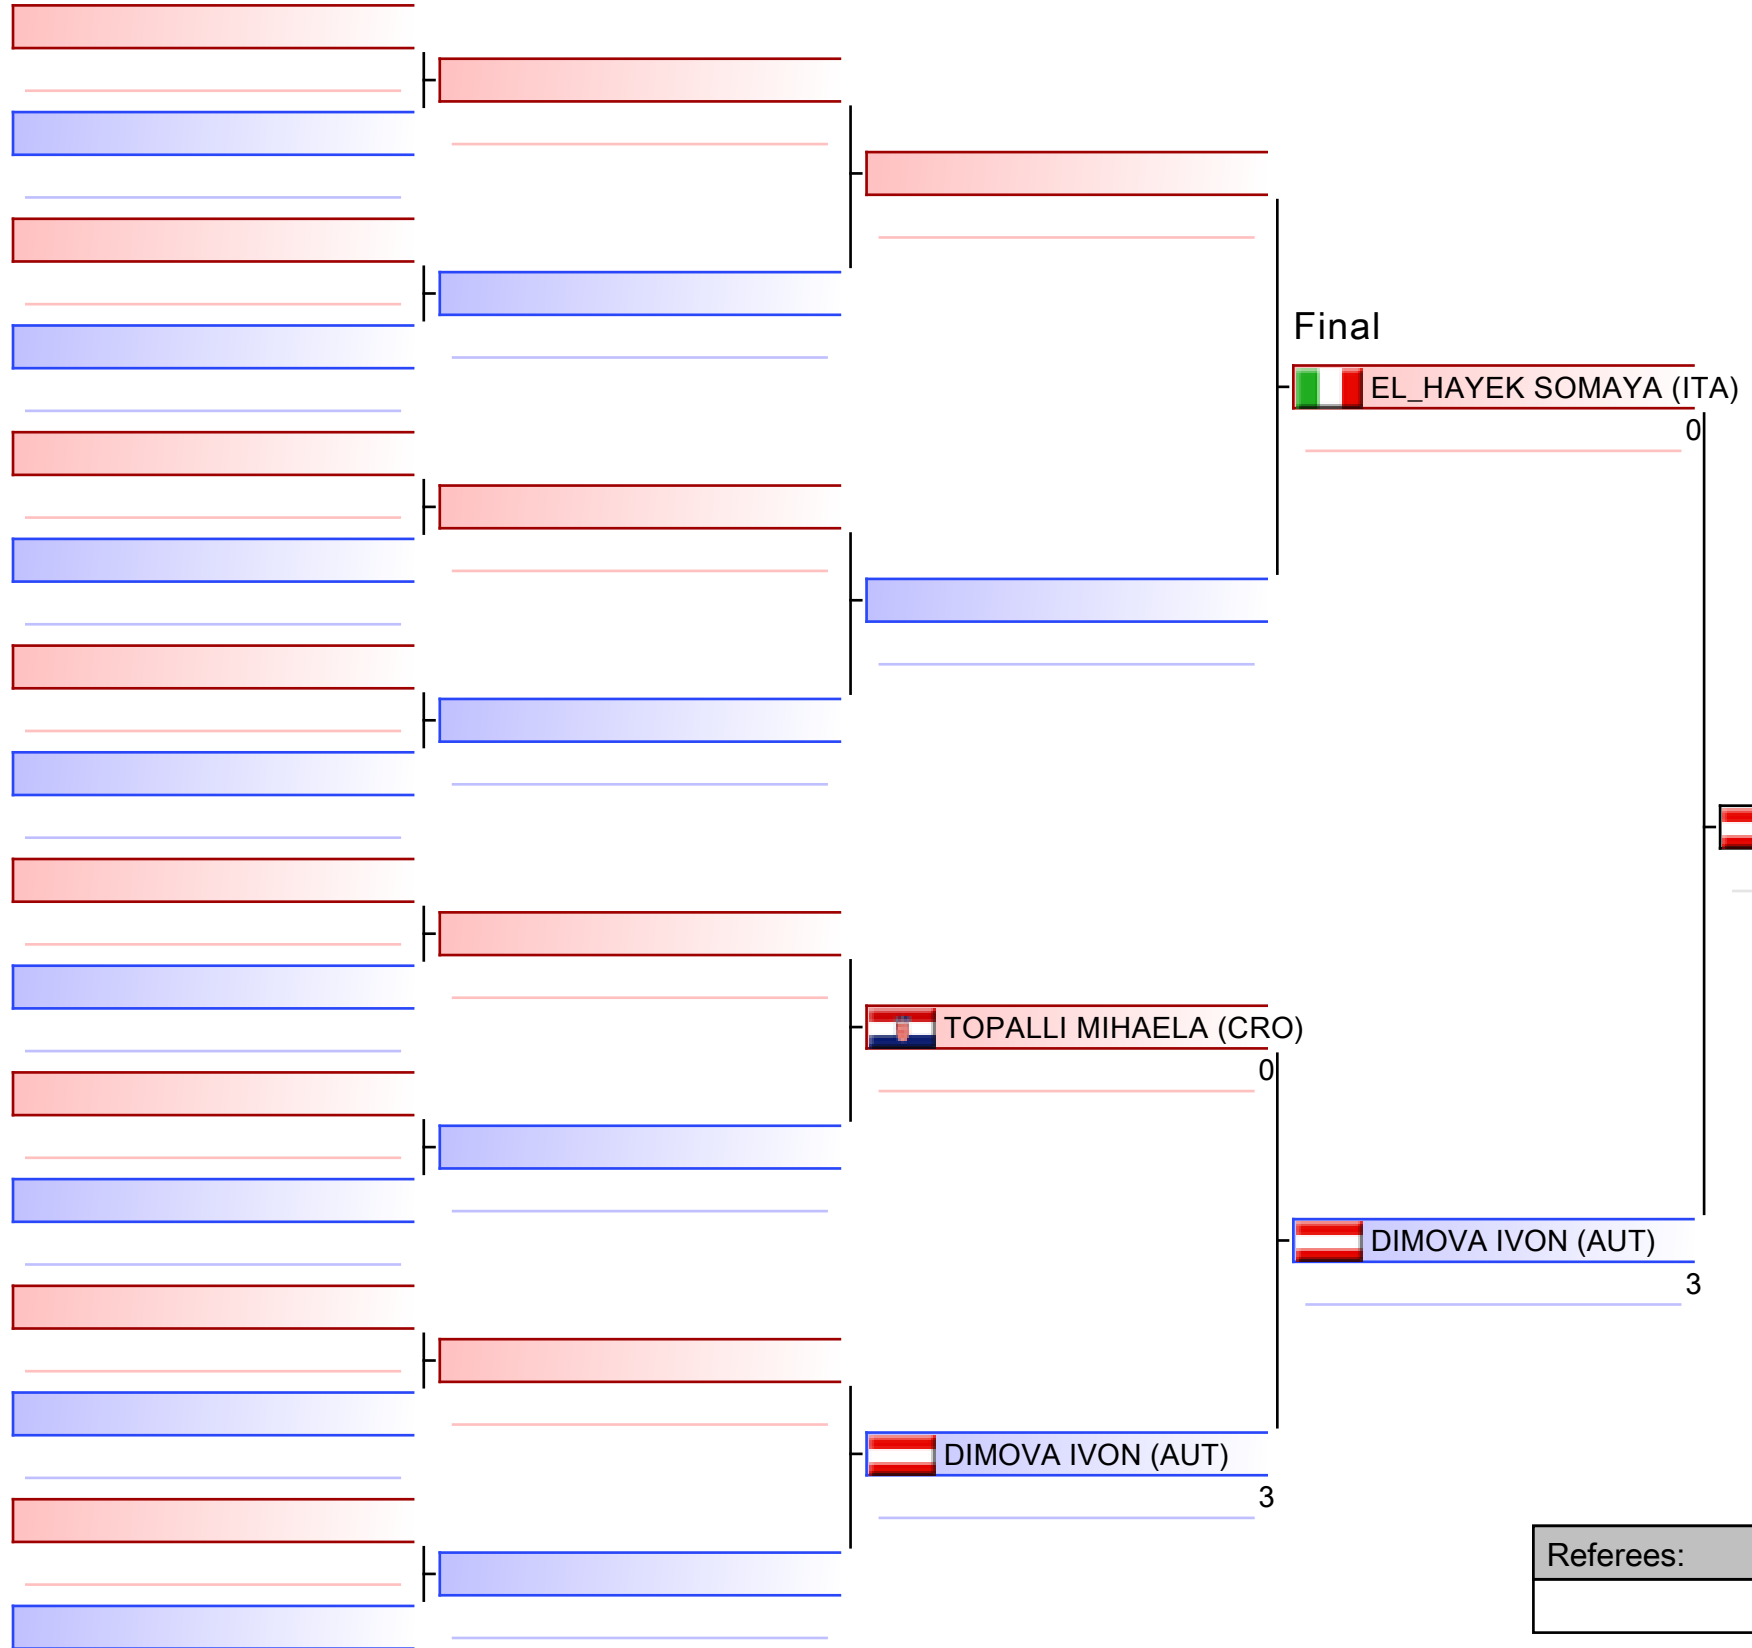 Final
EL_HAYEK SOMAYA (ITA)
0
TOPALLI MIHAELA (CRO)
0
DIMOVA IVON (AUT)
3
DIMOVA IVON (AUT)
3
Referees: